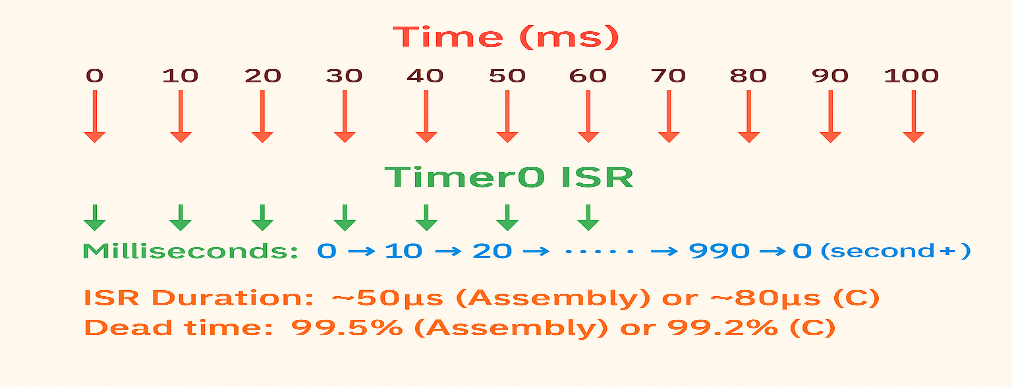 Time (ms)
0 10 20 30 40 50 60 70 80 90 100
Timer0 ISR
Milliseconds: 0 → 10 → 20 → ····· → 990 → 0 (second+)
ISR Duration: ~50μs (Assembly) or ~80μs (C)
Dead time: 99.5% (Assembly) or 99.2% (C)